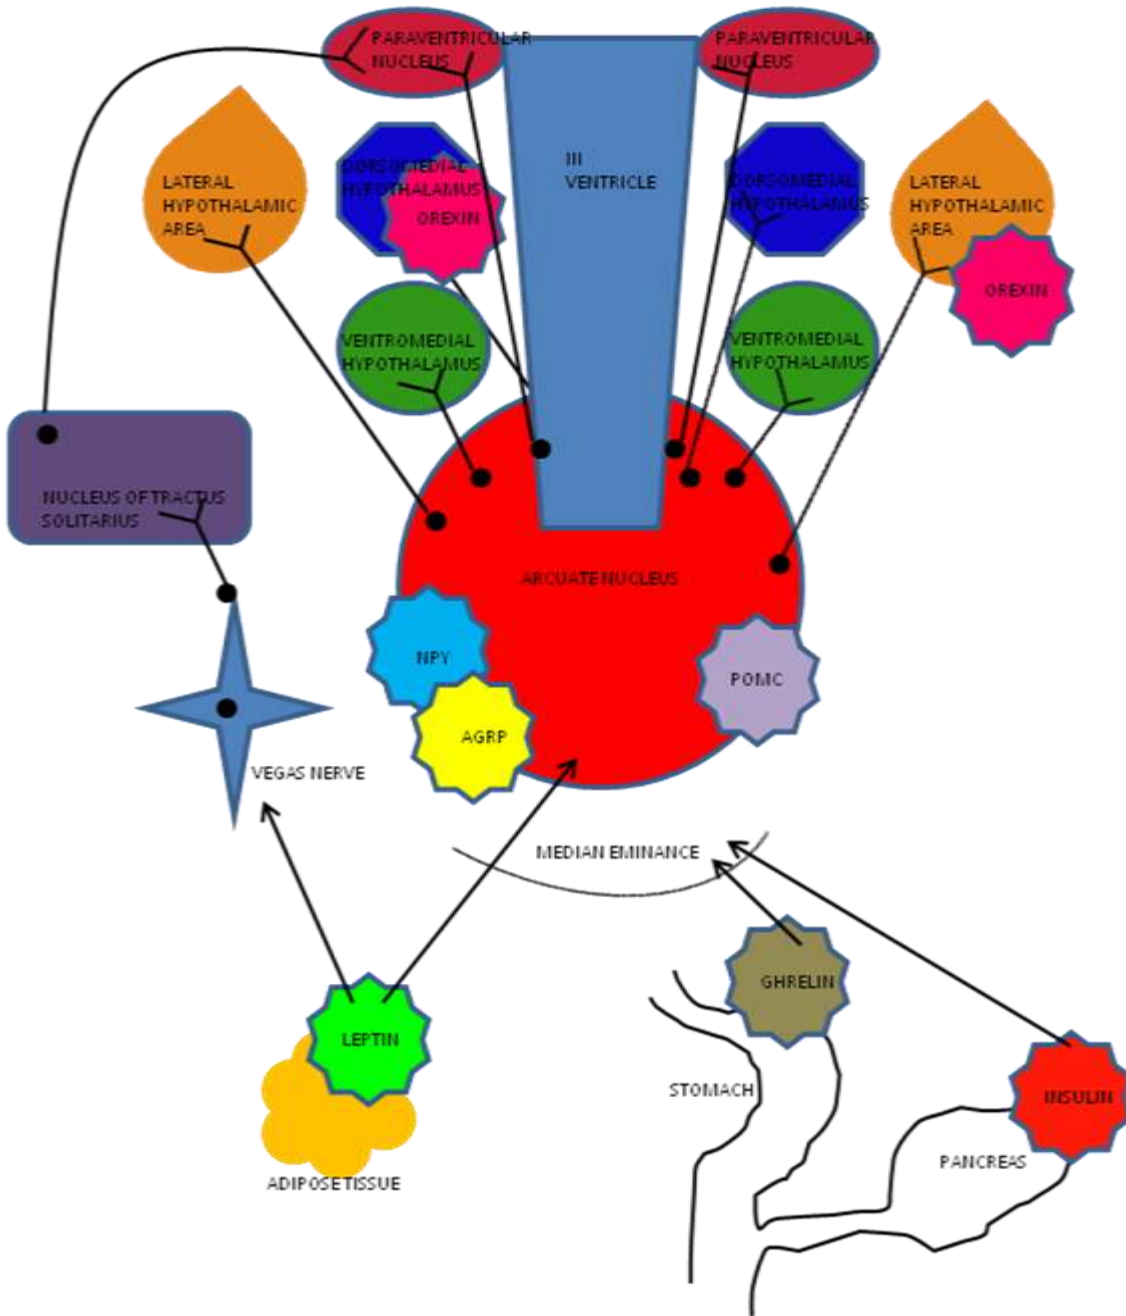 PARAVENTRICULAR
NUCLEUS
PARAVENTRICULAR
NUCLEUS
III
VENTRICLE
DORSOMEDIAL
HYPOTHALAMUS
OREXIN
DORSOMEDIAL
HYPOTHALAMUS
LATERAL
HYPOTHALAMIC
AREA
LATERAL
HYPOTHALAMIC
AREA
OREXIN
VENTROMEDIAL
HYPOTHALAMUS
VENTROMEDIAL
HYPOTHALAMUS
NUCLEUS OF TRACTUS
SOLITARIUS
ARCUATE NUCLEUS
NPY
AGRP
POMC
VEGAS NERVE
MEDIAN EMINANCE
GHRELIN
LEPTIN
STOMACH
INSULIN
PANCREAS
ADIPOSE TISSUE